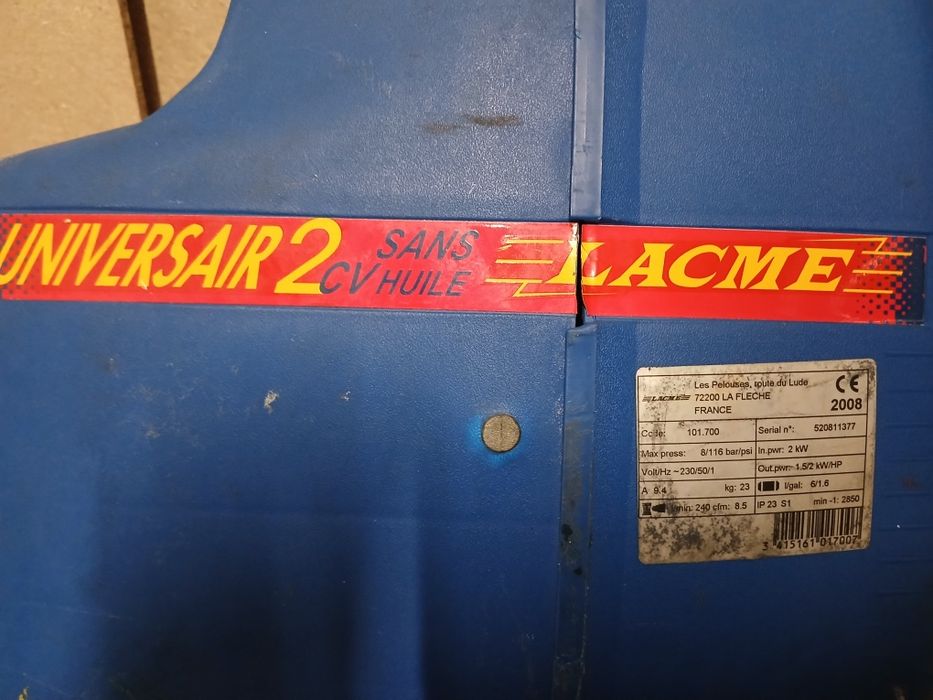 UNIVERSAIR 2 CV SANS HUILE
LACME
LACME
Les Pelouses, route du Lude
72200 LA FLECHE
FRANCE
CE
2008
Code: 101.700
Serial n°: 520811377
Max press: 8/116 bar/psi
In.pwr: 2 kW
Volt/Hz ~230/50/1
Out.pwr: 1.5/2 kW/HP
A 9.4 kg: 23
l/gal: 6/1.6
l/min: 240 cfm: 8.5
IP 23 S1 min -1: 2850
3 415161 017007